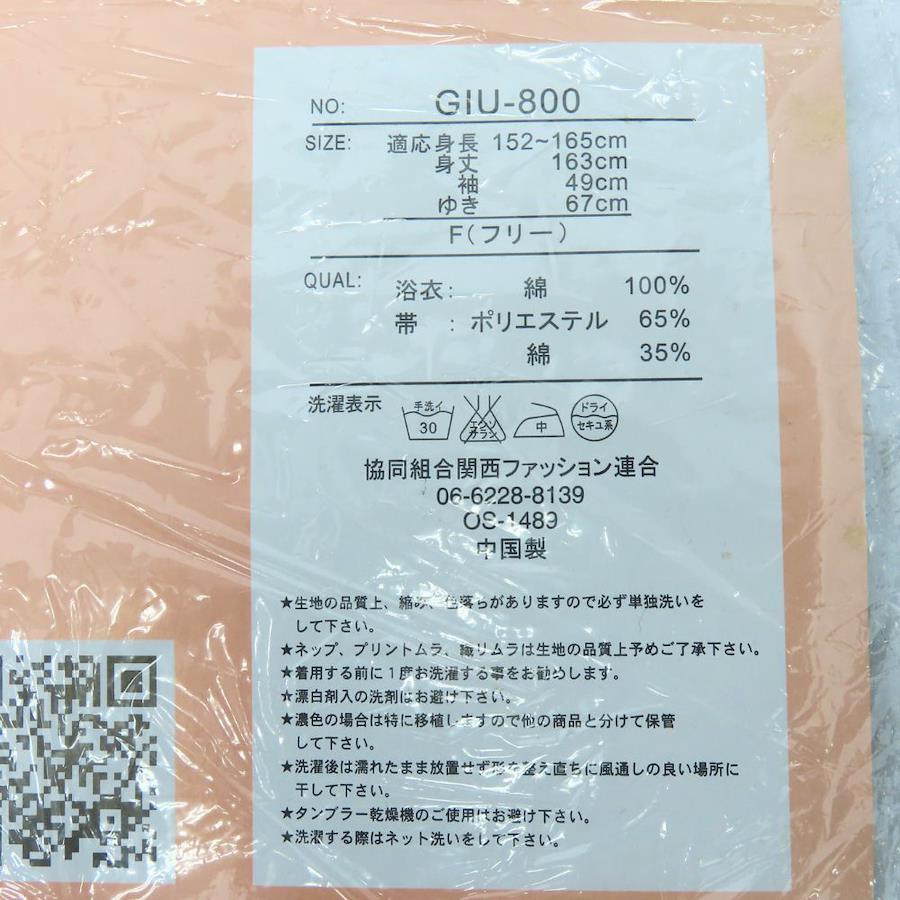 NO: GIU-800
SIZE: 適応身長 152~165cm
身丈 163cm
袖 49cm
ゆき 67cm
F(フリー)
QUAL: 浴衣: 綿 100%
帯 : ポリエステル 65%
綿 35%
洗濯表示 手洗イ 30 エンソサラシ 中 ドライ セキユ系
協同組合関西ファッション連合
06-6228-8139
OS-1489
中国製
★生地の品質上、縮み、色落ちがありますので必ず単独洗いを
して下さい。
★ネップ、プリントムラ、織リムラは生地の品質上予めご了承下さい。
★着用する前に1度お洗濯する事をお勧めします。
★漂白剤入の洗剤はお避け下さい。
★濃色の場合は特に移植しますので他の商品と分けて保管
して下さい。
★洗濯後は濡れたまま放置せず形を整え直ちに風通しの良い場所に
干して下さい。
★タンブラー乾燥機のご使用はお避け下さい。
★洗濯する際はネット洗いをして下さい。